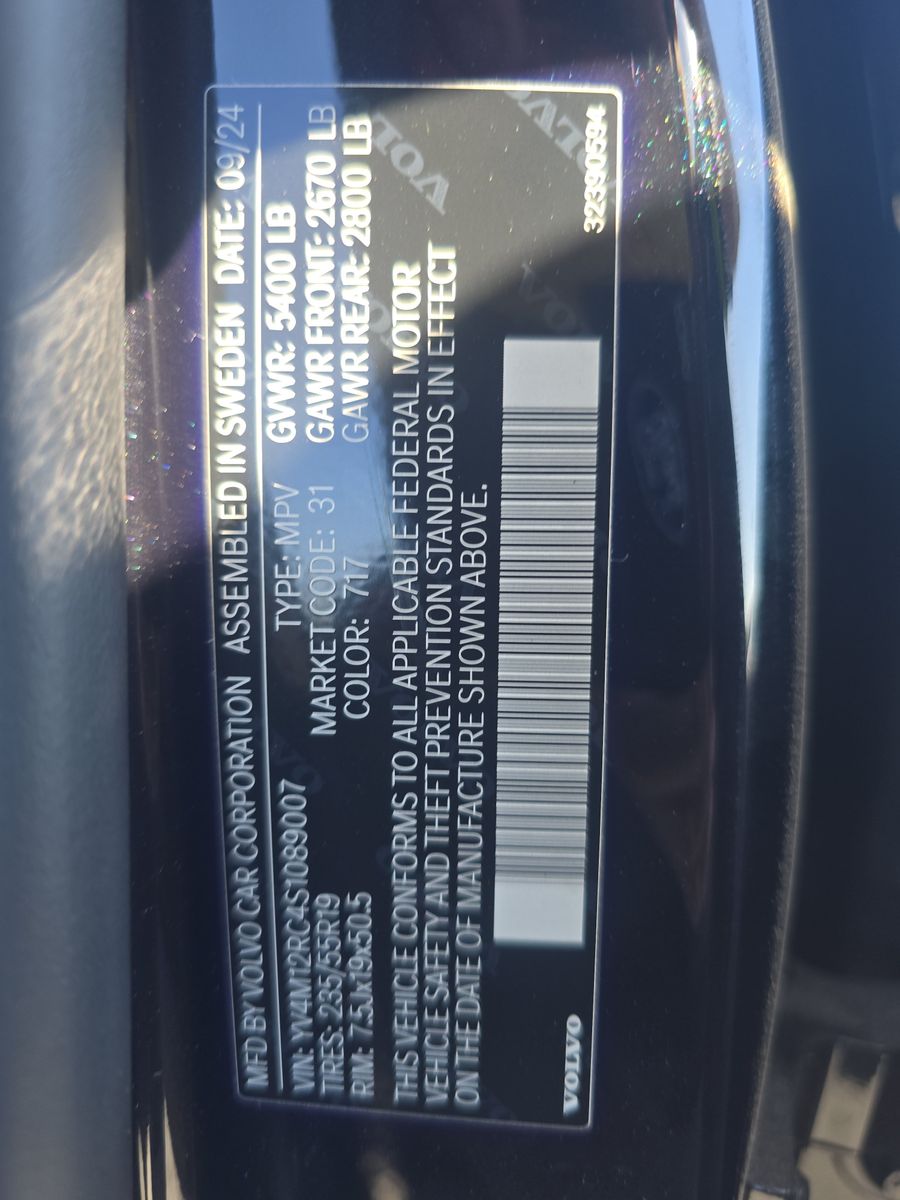 MFD BY VOLVO CAR CORPORATION ASSEMBLED IN SWEDEN DATE: 09/24
VIN: YV4M12RC4S1089007 TYPE: MPV GVWR: 5400 LB
TIRES: 235/55R19 MARKET CODE: 31 GAWR FRONT: 2670 LB
RIM: 7.5Jx19x50.5 COLOR: 717 GAWR REAR: 2800 LB
THIS VEHICLE CONFORMS TO ALL APPLICABLE FEDERAL MOTOR
VEHICLE SAFETY AND THEFT PREVENTION STANDARDS IN EFFECT
ON THE DATE OF MANUFACTURE SHOWN ABOVE.
VOLVO 32390594